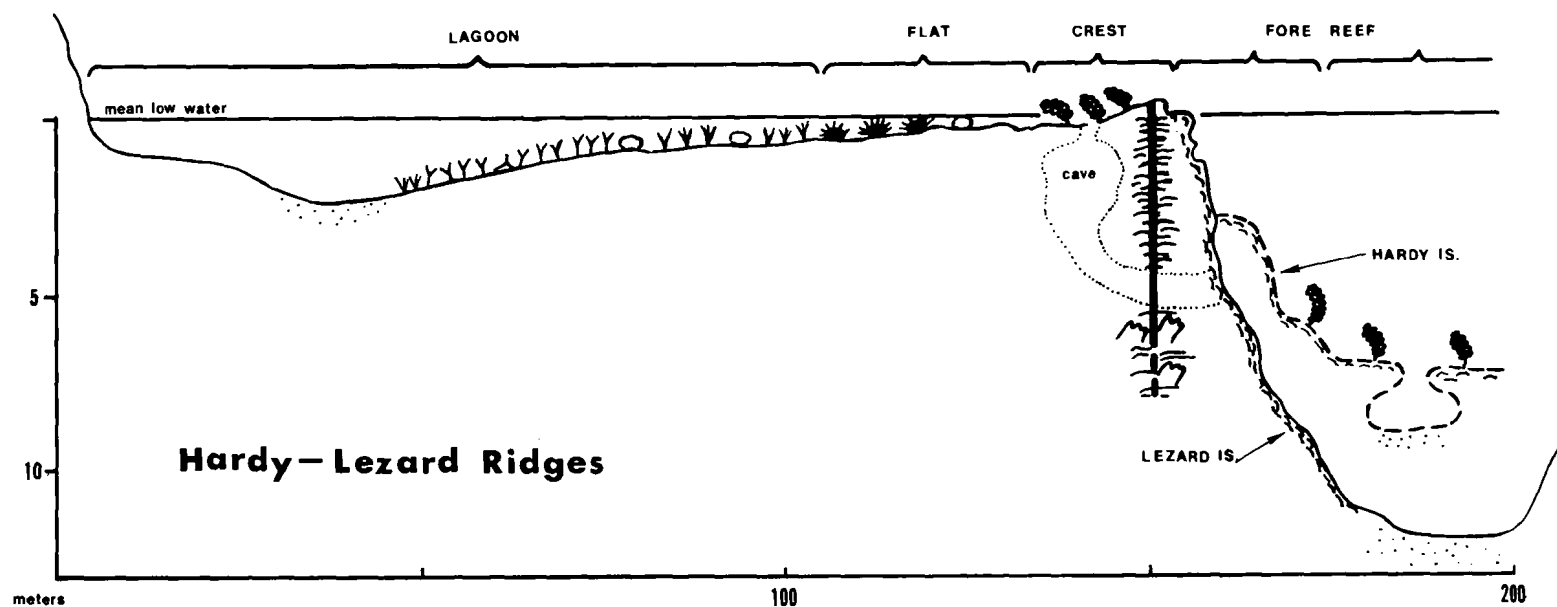 LAGOON FLAT CREST FORE REEF
mean low water
cave
HARDY IS.
5
LEZARD IS.
Hardy-Lezard Ridges
10
meters 100 200